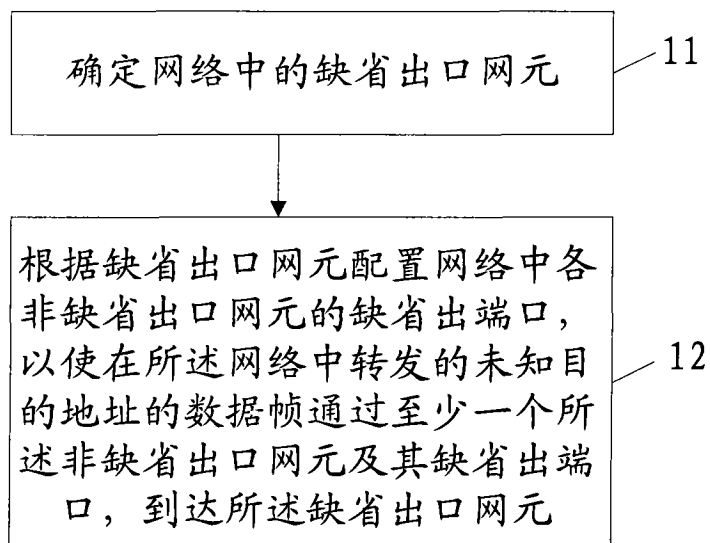 确定网络中的缺省出口网元
11
根据缺省出口网元配置网络中各
非缺省出口网元的缺省出端口，
以使在所述网络中转发的未知目
的地址的数据帧通过至少一个所
述非缺省出口网元及其缺省出端
口，到达所述缺省出口网元
12